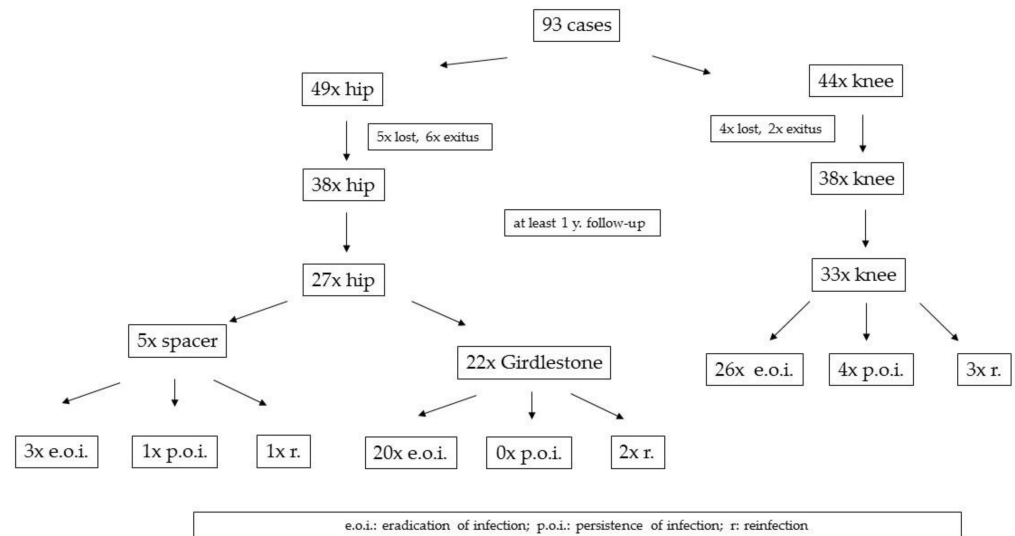 93 cases
49x hip
44x knee
5x lost, 6x exitus
4x lost, 2x exitus
38x hip
38x knee
at least 1 y. follow-up
27x hip
33x knee
5x spacer
22x Girdlestone
26x e.o.i.
4x p.o.i.
3x r.
3x e.o.i.
1x p.o.i.
1x r.
20x e.o.i.
0x p.o.i.
2x r.
e.o.i.: eradication of infection; p.o.i.: persistence of infection; r: reinfection